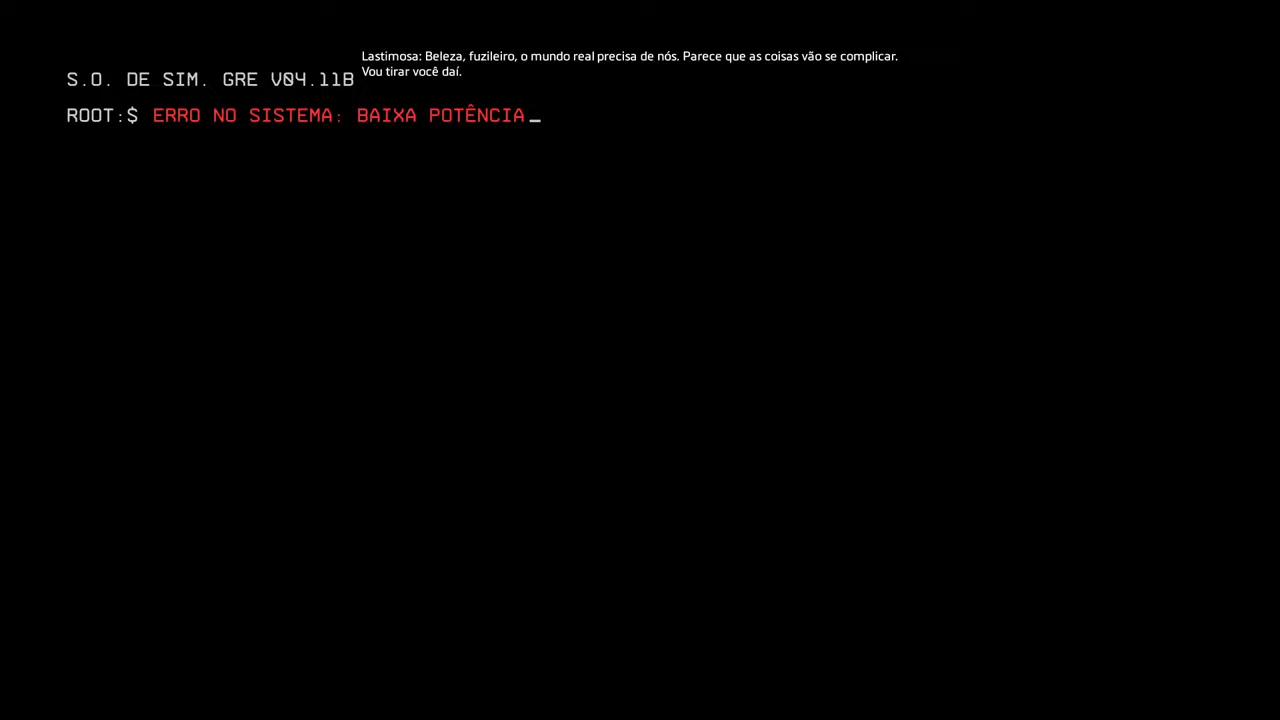 Lastimosa: Beleza, fuzileiro, o mundo real precisa de nós. Parece que as coisas vão se complicar.
Vou tirar você daí.
S.O. DE SIM. GRE V04.11B
ROOT:$ ERRO NO SISTEMA: BAIXA POTÊNCIA_